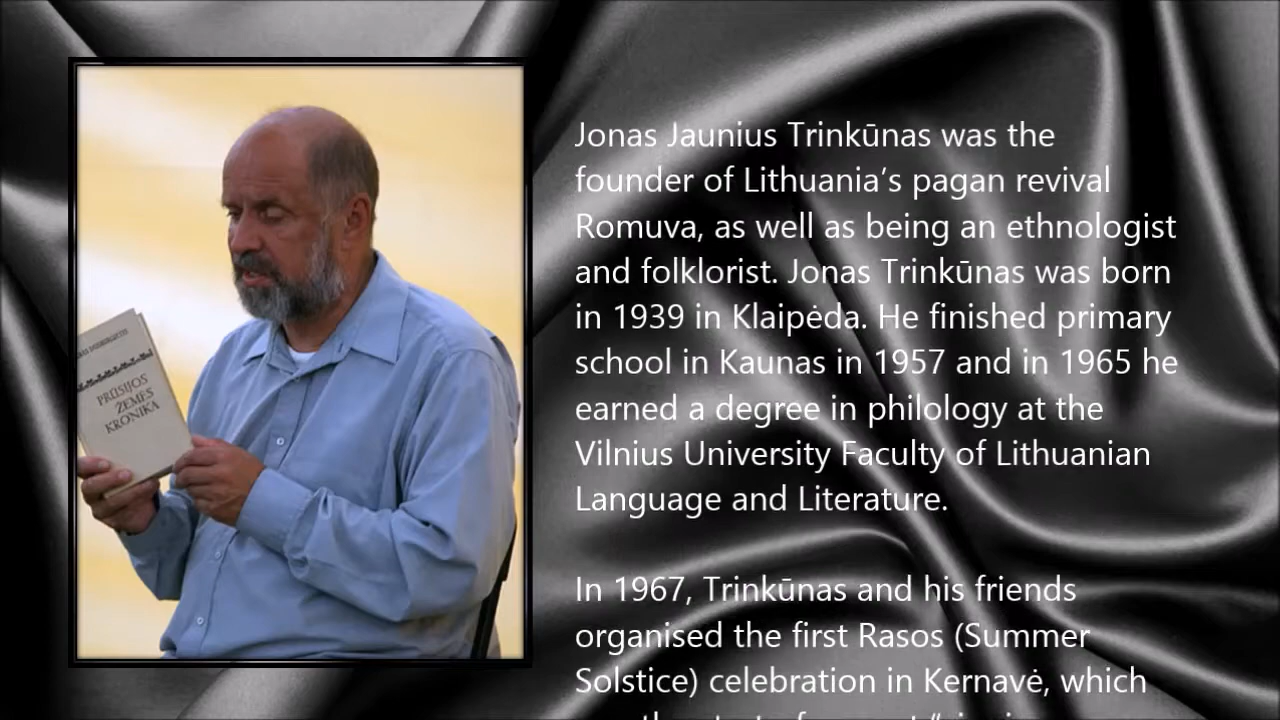 Jonas Jaunius Trinkūnas was the
founder of Lithuania’s pagan revival
Romuva, as well as being an ethnologist
and folklorist. Jonas Trinkūnas was born
in 1939 in Klaipėda. He finished primary
school in Kaunas in 1957 and in 1965 he
earned a degree in philology at the
Vilnius University Faculty of Lithuanian
Language and Literature.
In 1967, Trinkūnas and his friends
organised the first Rasos (Summer
Solstice) celebration in Kernavė, which
PRŪSIJOS
ŽEMĖS
KRONIKA